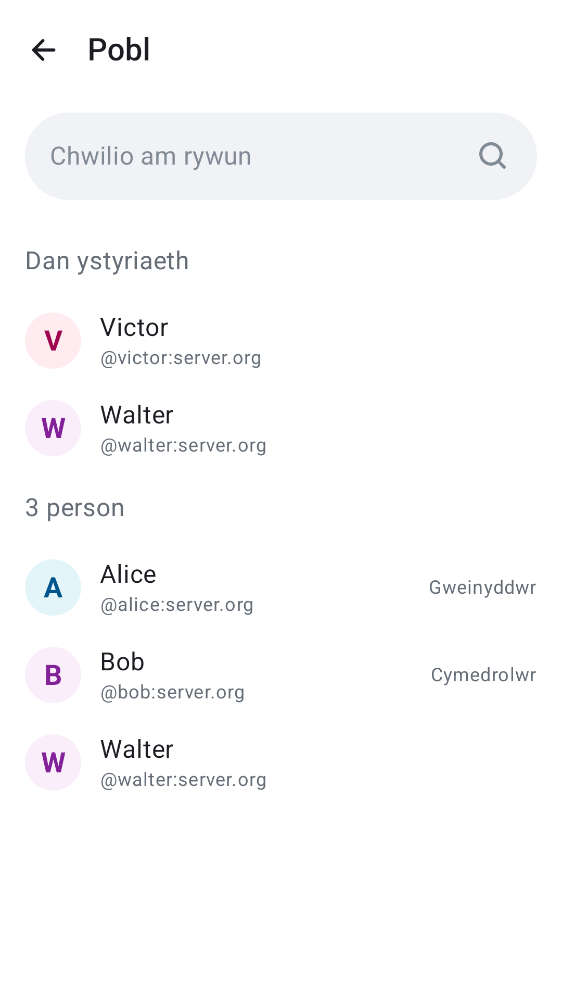 Pobl
Chwilio am rywun
Dan ystyriaeth
V
Victor
@victor:server.org
W
Walter
@walter:server.org
3 person
A
Alice
@alice:server.org
Gweinyddwr
B
Bob
@bob:server.org
Cymedrolwr
W
Walter
@walter:server.org